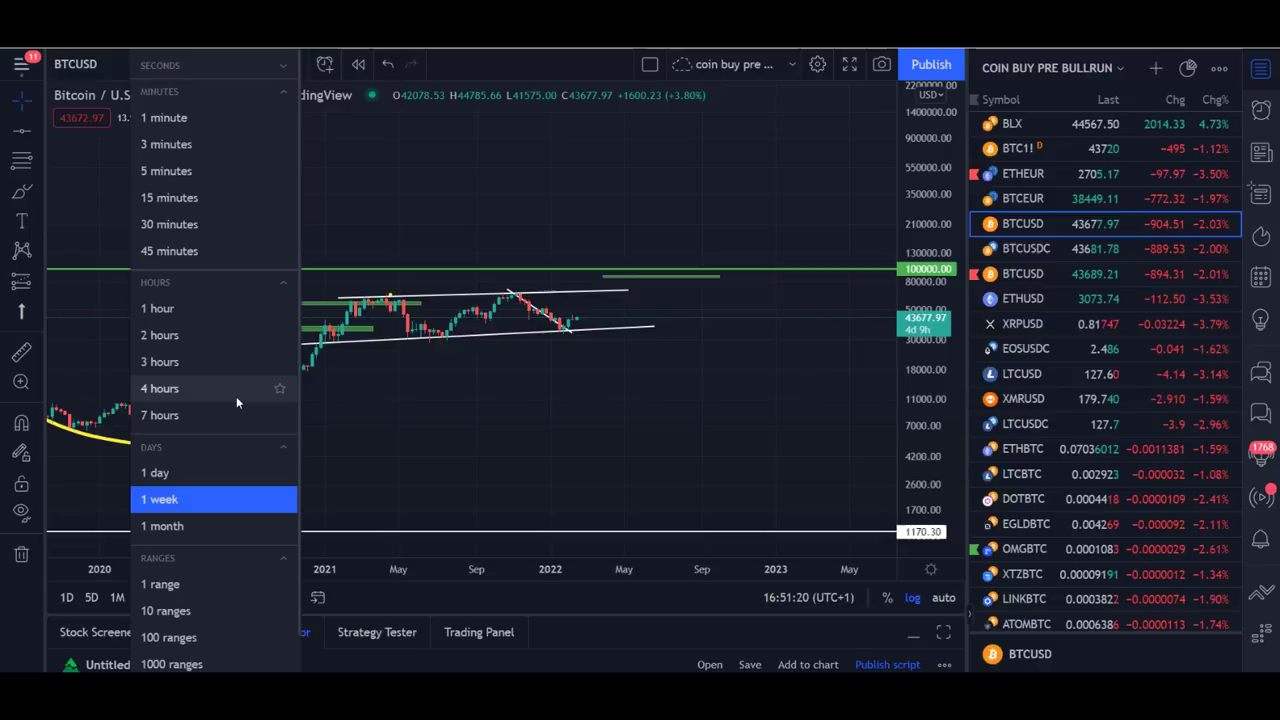 11
BTCUSD
Bitcoin / U.S
43672.97
13.
SECONDS
MINUTES
1 minute
3 minutes
5 minutes
15 minutes
30 minutes
45 minutes
HOURS
1 hour
2 hours
3 hours
4 hours
7 hours
DAYS
1 day
1 week
1 month
RANGES
1 range
10 ranges
100 ranges
1000 ranges
coin buy pre ...
Publish
dingView
O42078.53 H44785.66 L41575.00 C43677.97 +1600.23 (+3.80%)
USD
2200000.00
1400000.00
900000.00
550000.00
350000.00
210000.00
130000.00
100000.00
80000.00
43677.97
4d 9h
30000.00
18000.00
11000.00
7000.00
4200.00
2600.00
1700.00
1170.30
2020
2021
May
Sep
2022
May
Sep
2023
May
1D 5D 1M
16:51:20 (UTC+1)
% log auto
Stock Screene
or
Strategy Tester
Trading Panel
Untitled
Open
Save
Add to chart
Publish script
COIN BUY PRE BULLRUN
Symbol Last Chg Chg%
BLX 44567.50 2014.33 4.73%
BTC1! D 43720 −495 −1.12%
ETHEUR 2705.17 −97.97 −3.50%
BTCEUR 38449.11 −772.32 −1.97%
BTCUSD 43677.97 −904.51 −2.03%
BTCUSDC 43681.78 −889.53 −2.00%
BTCUSD 43689.21 −894.31 −2.01%
ETHUSD 3073.74 −112.50 −3.53%
XRPUSD 0.81747 −0.03224 −3.79%
EOSUSDC 2.486 −0.041 −1.62%
LTCUSD 127.60 −4.14 −3.14%
XMRUSD 179.740 −2.910 −1.59%
LTCUSDC 127.7 −3.9 −2.96%
ETHBTC 0.07036012 −0.0011381 −1.59%
LTCBTC 0.002923 −0.000032 −1.08%
DOTBTC 0.0004418 −0.0000109 −2.41%
EGLDBTC 0.004269 −0.000092 −2.11%
OMGBTC 0.0001083 −0.0000029 −2.61%
XTZBTC 0.00009191 −0.00000123 −1.34%
LINKBTC 0.0003822 −0.0000074 −1.90%
ATOMBTC 0.0006386 −0.0000113 −1.74%
BTCUSD
1768